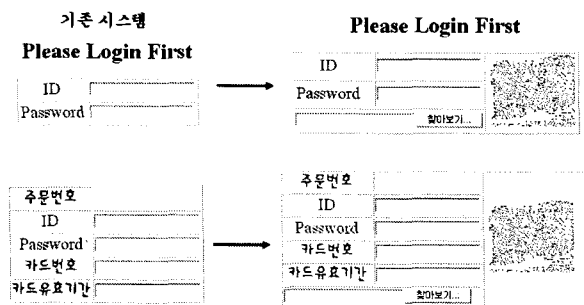 기존 시스템
Please Login First
ID
Password
Please Login First
ID
Password
찾아보기...
주문번호
ID
Password
카드번호
카드유효기간
주문번호
ID
Password
카드번호
카드유효기간
찾아보기...